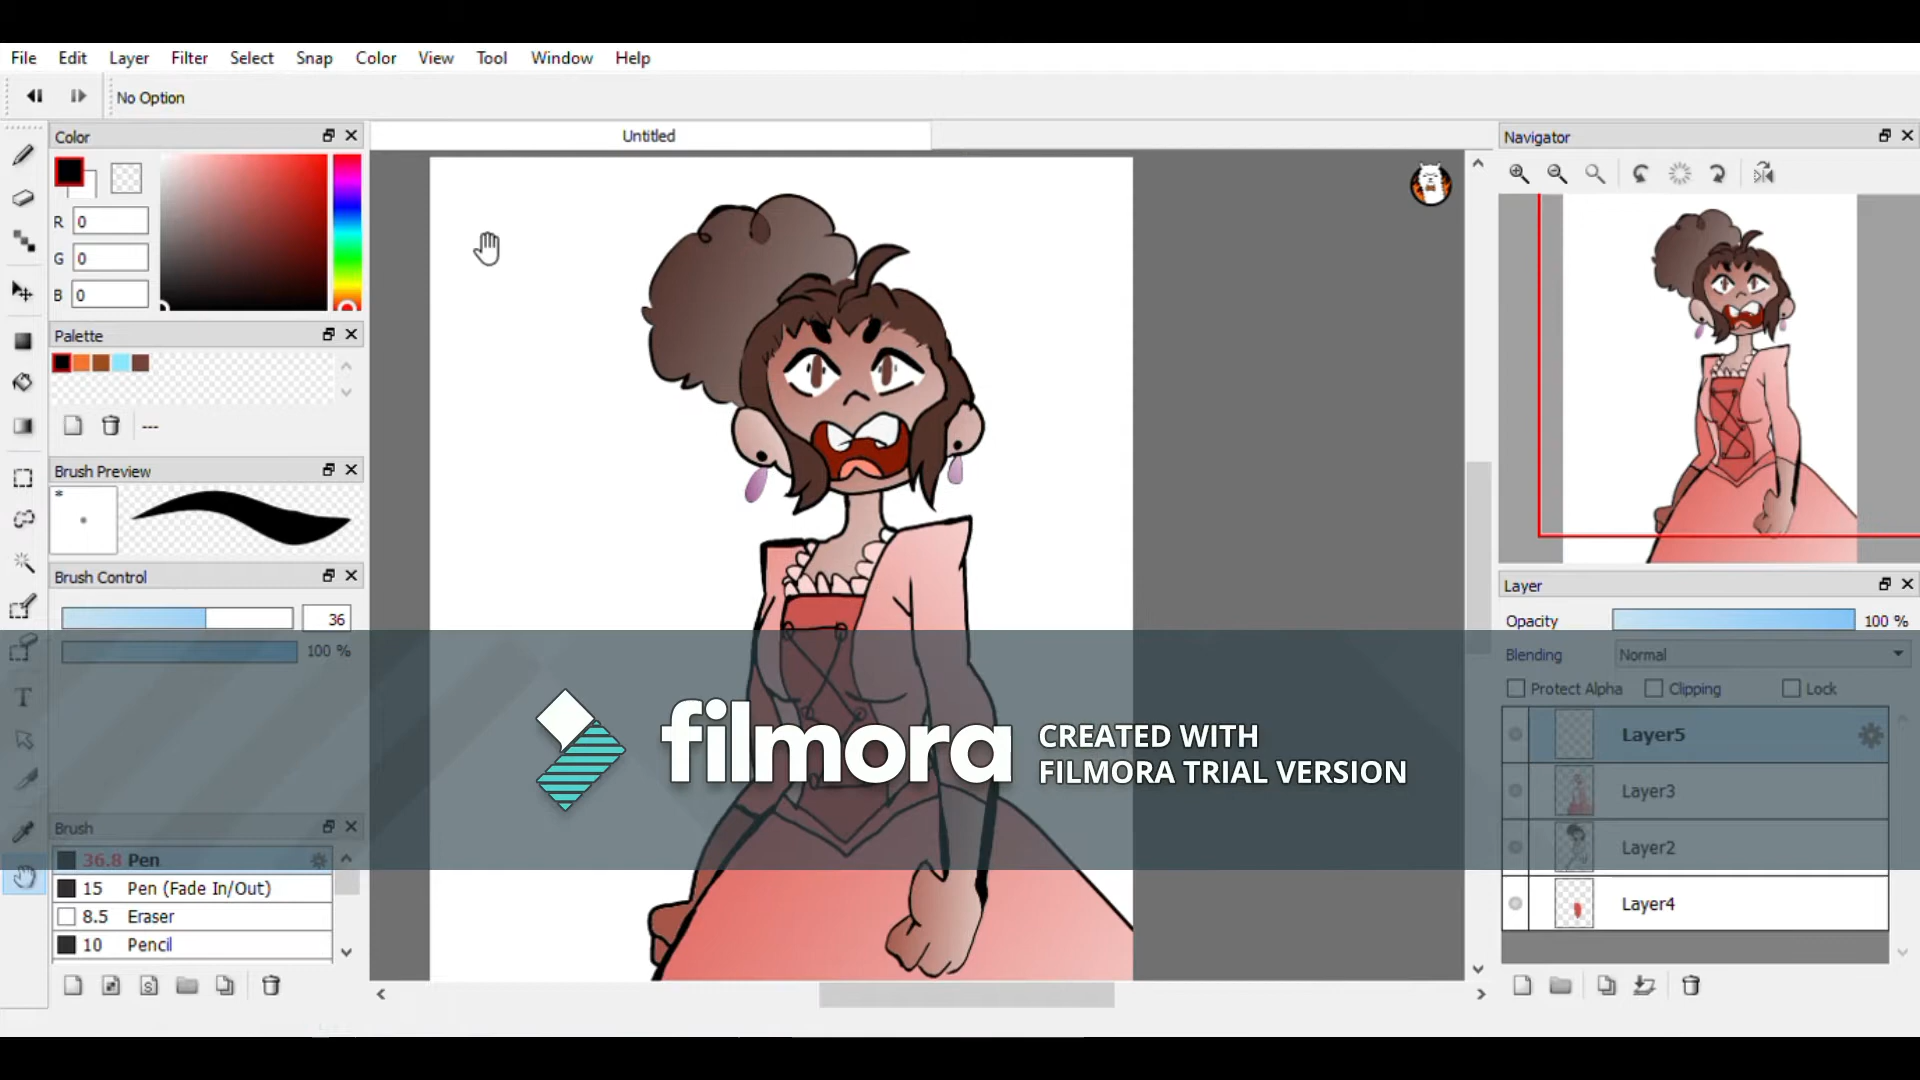 File Edit Layer Filter Select Snap Color View Tool Window Help
No Option
Color
R 0
G 0
B 0
Palette
---
Brush Preview
*
Brush Control
36
100 %
Brush
36.8 Pen
15 Pen (Fade In/Out)
8.5 Eraser
10 Pencil
T
S
Untitled
filmora
CREATED WITH
FILMORA TRIAL VERSION
Navigator
Layer
Opacity 100 %
Blending Normal
Protect Alpha Clipping Lock
Layer5
Layer3
Layer2
Layer4